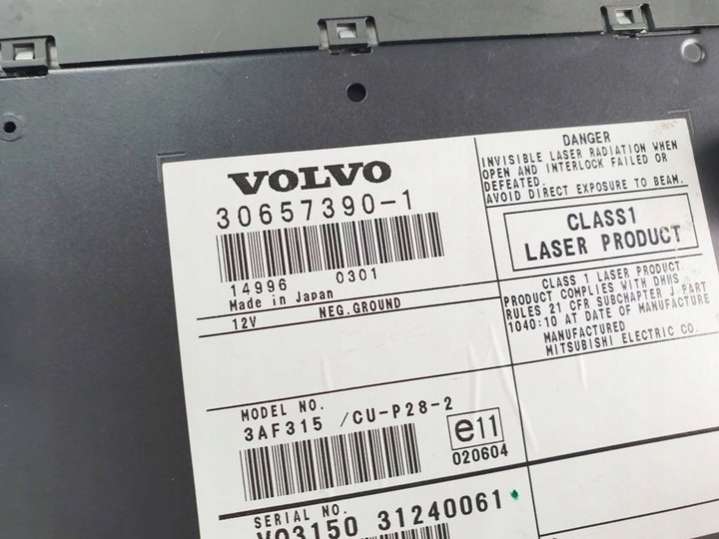 VOLVO
30657390-1
14996 0301
Made in Japan
12V NEG.GROUND
MODEL NO.
3AF315 /CU-P28-2
e11
020604
SERIAL NO.
VO3150 31240061
DANGER
INVISIBLE LASER RADIATION WHEN
OPEN AND INTERLOCK FAILED OR
DEFEATED.
AVOID DIRECT EXPOSURE TO BEAM.
CLASS1
LASER PRODUCT
CLASS 1 LASER PRODUCT
PRODUCT COMPLIES WITH DHHS
RULES 21 CFR SUBCHAPTER J PART
1040:10 AT DATE OF MANUFACTURE
MANUFACTURED
MITSUBISHI ELECTRIC CO.